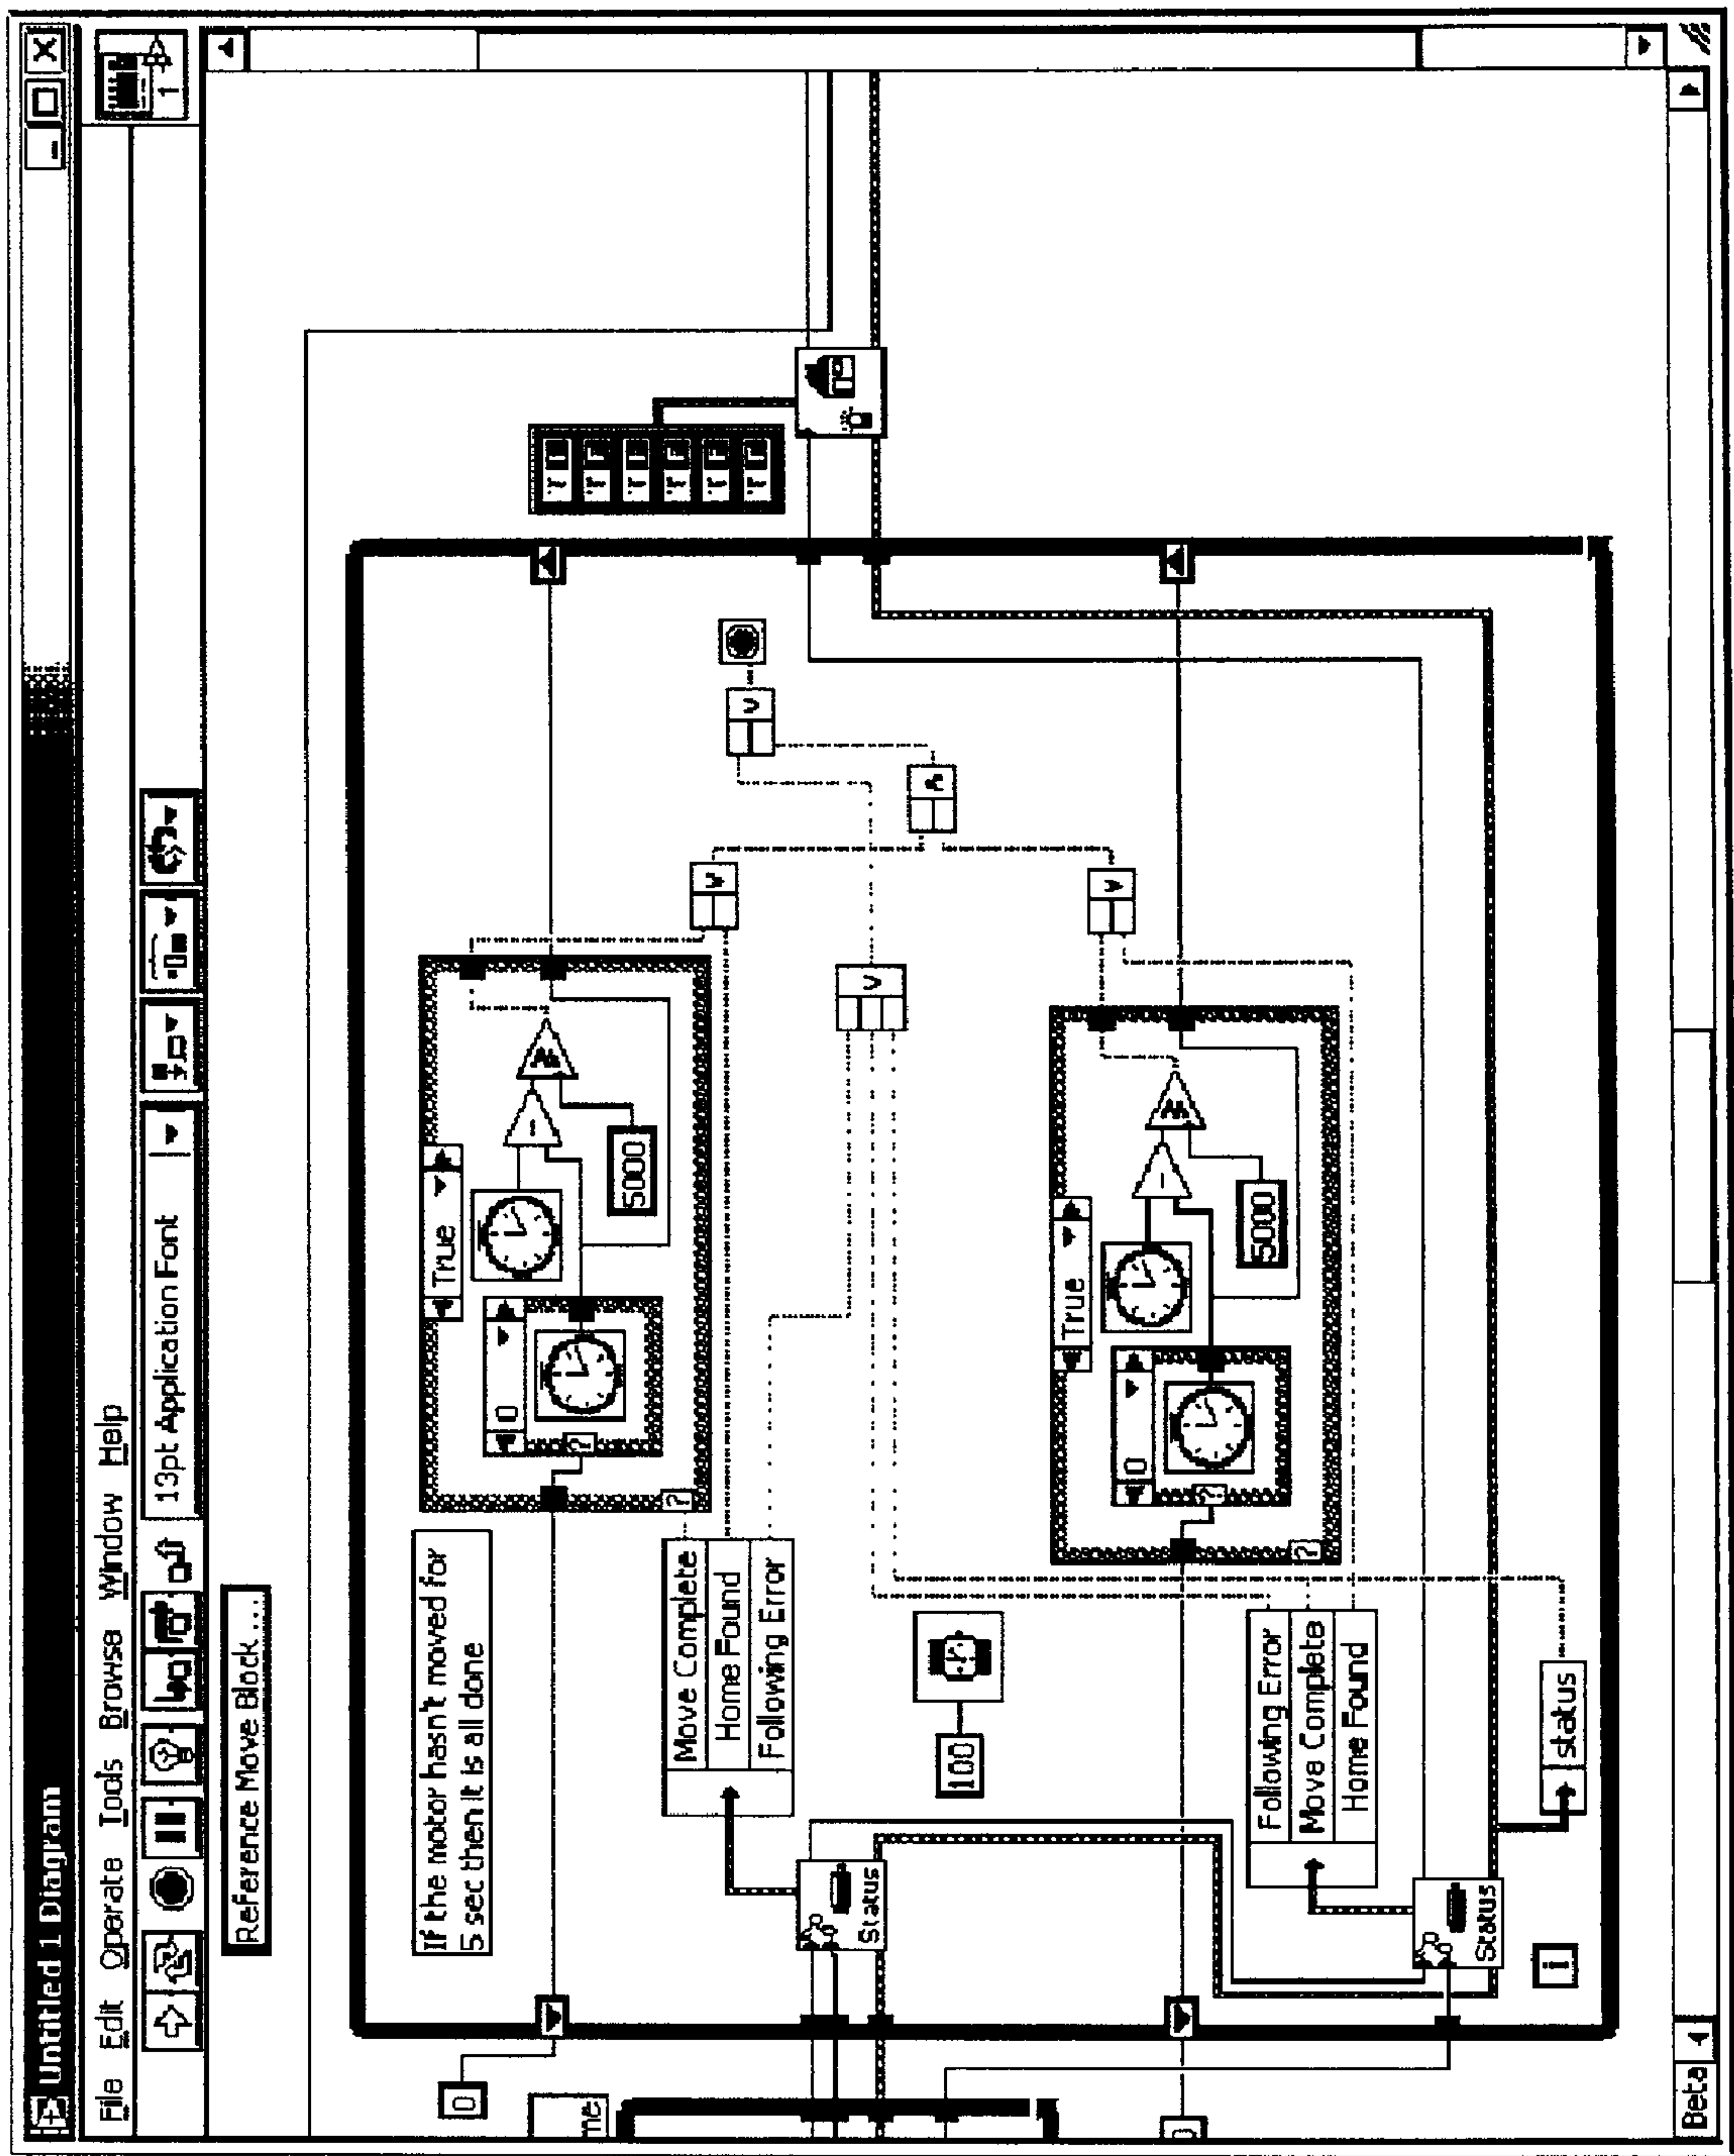 Untitled 1 Diagram
File Edit Operate Tools Browse Window Help
13pt Application Font
1
Reference Move Block ...
If the motor hasn't moved for
5 sec then it is all done
True
0
5000
0
me
Move Complete
Home Found
Following Error
Status
100
True
0
5000
Following Error
Move Complete
Home Found
Status
status
i
Beta